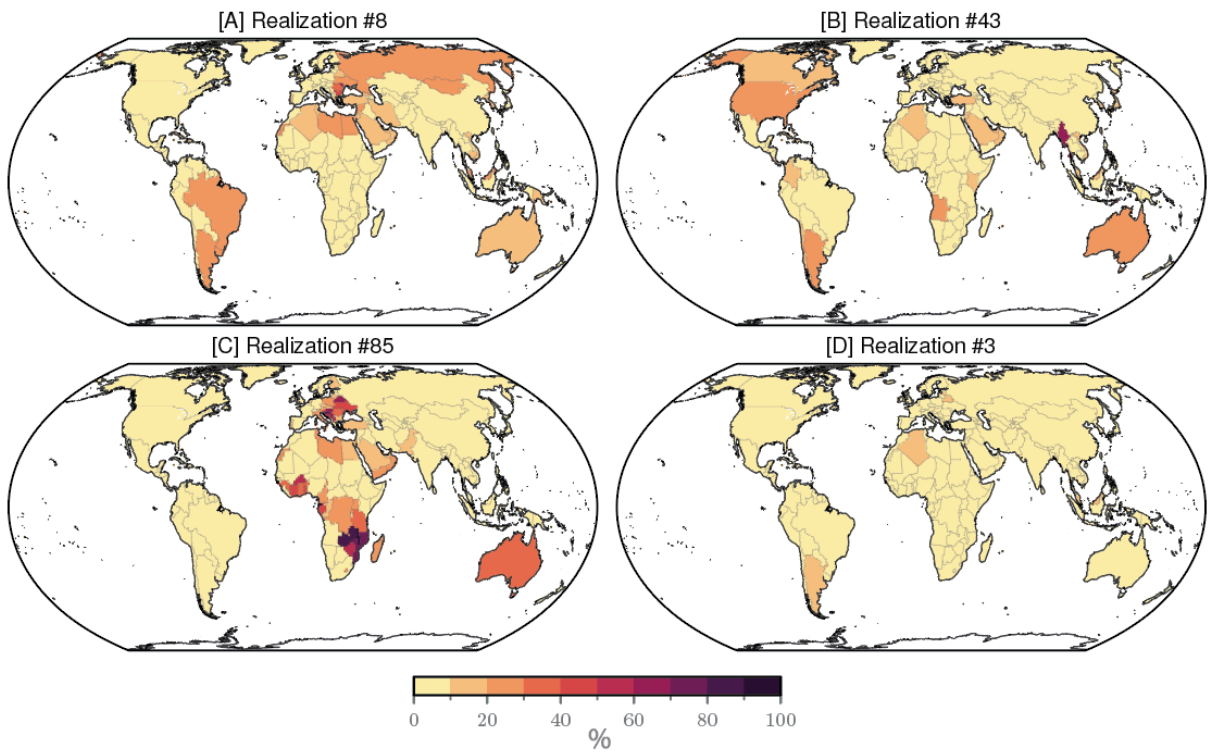 [A] Realization #8
[B] Realization #43
[C] Realization #85
[D] Realization #3
0 20 40 60 80 100
%